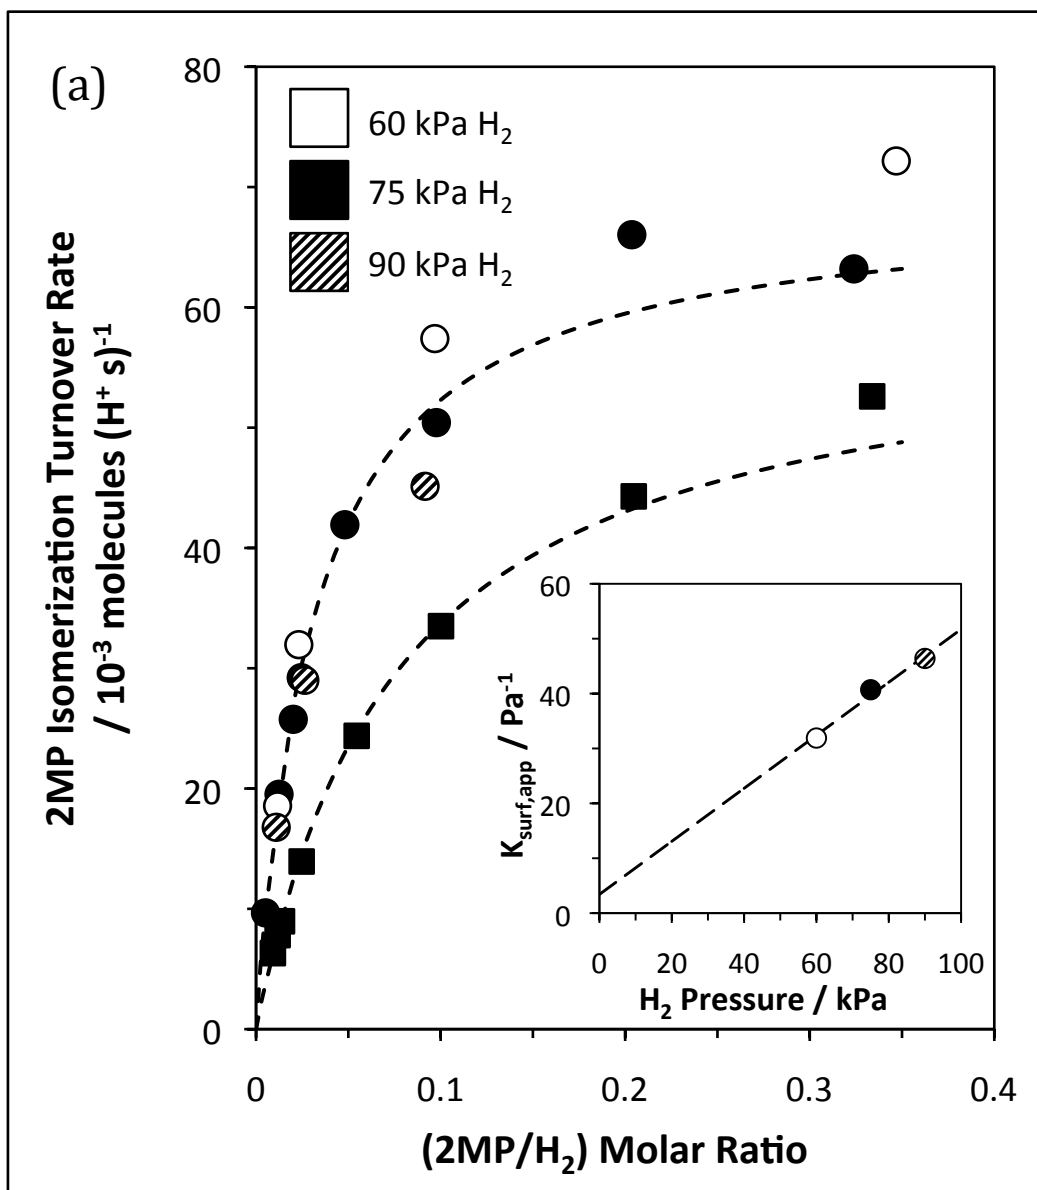 (a)
80
60 kPa H₂
75 kPa H₂
90 kPa H₂
60
40
20
0
2MP Isomerization Turnover Rate
/ 10⁻³ molecules (H⁺ s)⁻¹
0
0.1
0.2
0.3
0.4
(2MP/H₂) Molar Ratio
60
40
20
0
K_surf,app / Pa⁻¹
0
20
40
60
80
100
H₂ Pressure / kPa